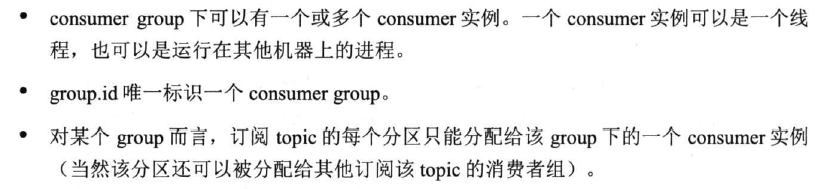 • consumer group 下可以有一个或多个 consumer 实例。一个 consumer 实例可以是一个线
程，也可以是运行在其他机器上的进程。
• group.id 唯一标识一个 consumer group。
• 对某个 group 而言，订阅 topic 的每个分区只能分配给该 group 下的一个 consumer 实例
（当然该分区还可以被分配给其他订阅该 topic 的消费者组）。